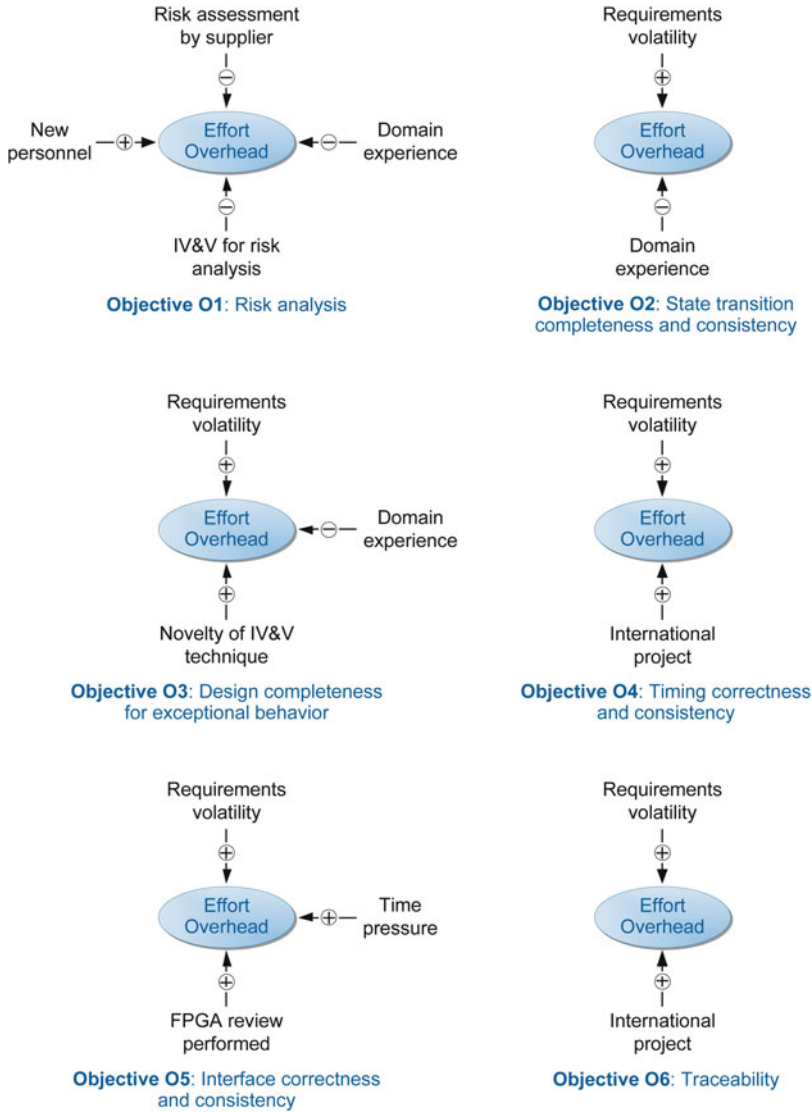 Risk assessment
by supplier
New
personnel
Effort
Overhead
Domain
experience
IV&V for risk
analysis
Objective O1: Risk analysis
Requirements
volatility
Effort
Overhead
Domain
experience
Objective O2: State transition
completeness and consistency
Requirements
volatility
Effort
Overhead
Domain
experience
Novelty of IV&V
technique
Objective O3: Design completeness
for exceptional behavior
Requirements
volatility
Effort
Overhead
International
project
Objective O4: Timing correctness
and consistency
Requirements
volatility
Effort
Overhead
Time
pressure
FPGA review
performed
Objective O5: Interface correctness
and consistency
Requirements
volatility
Effort
Overhead
International
project
Objective O6: Traceability